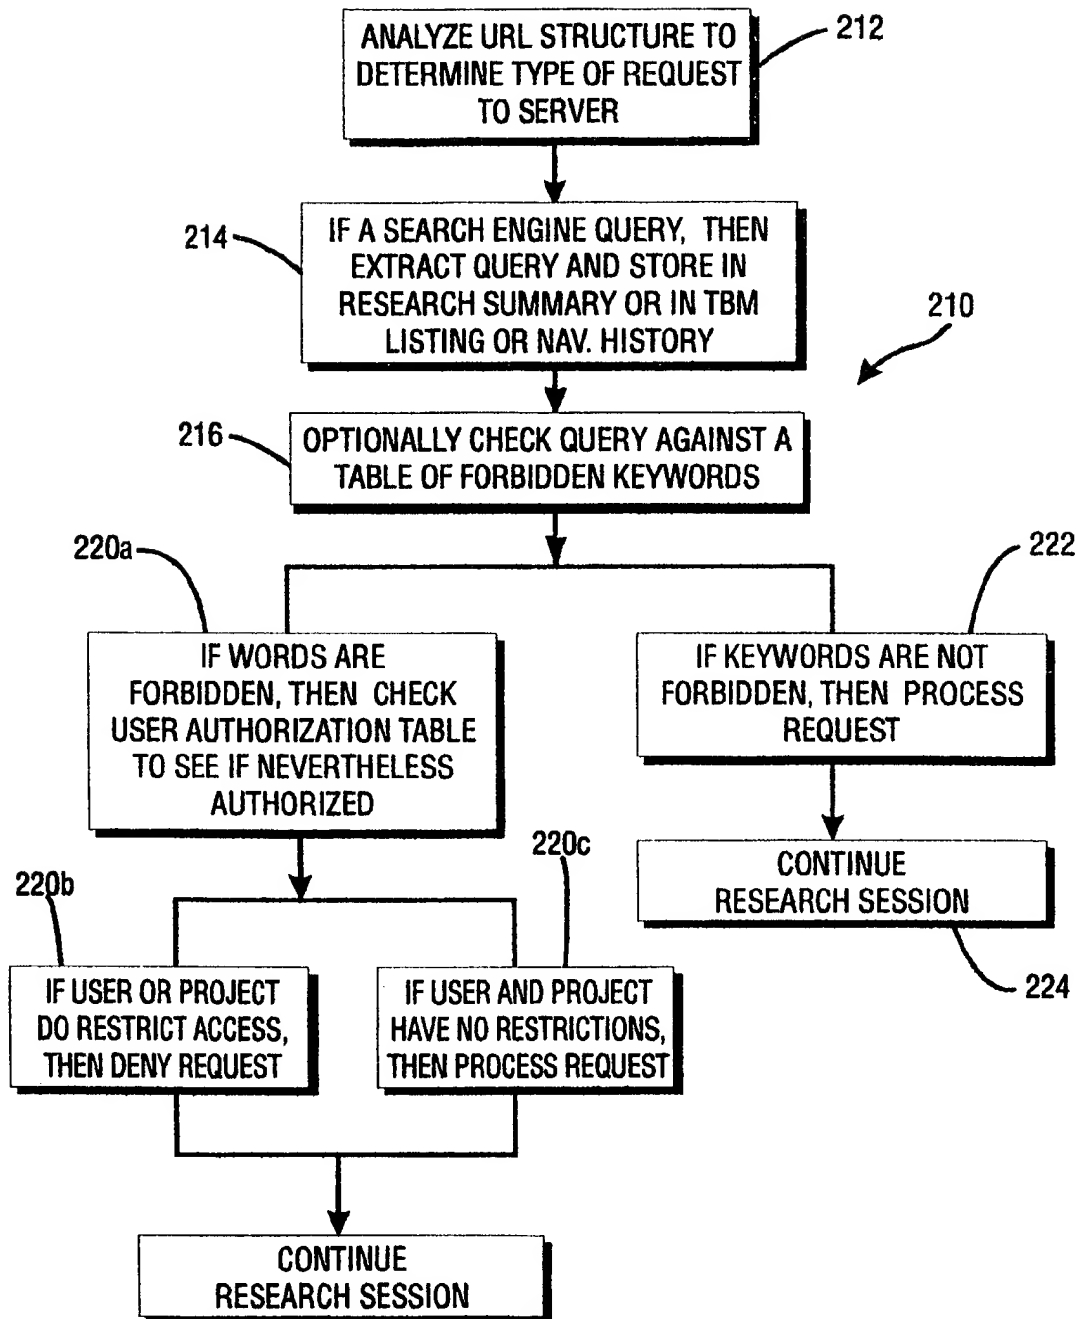 ANALYZE URL STRUCTURE TO
DETERMINE TYPE OF REQUEST
TO SERVER
212
214
IF A SEARCH ENGINE QUERY, THEN
EXTRACT QUERY AND STORE IN
RESEARCH SUMMARY OR IN TBM
LISTING OR NAV. HISTORY
210
216
OPTIONALLY CHECK QUERY AGAINST A
TABLE OF FORBIDDEN KEYWORDS
220a
IF WORDS ARE
FORBIDDEN, THEN CHECK
USER AUTHORIZATION TABLE
TO SEE IF NEVERTHELESS
AUTHORIZED
222
IF KEYWORDS ARE NOT
FORBIDDEN, THEN PROCESS
REQUEST
CONTINUE
RESEARCH SESSION
224
220b
IF USER OR PROJECT
DO RESTRICT ACCESS,
THEN DENY REQUEST
220c
IF USER AND PROJECT
HAVE NO RESTRICTIONS,
THEN PROCESS REQUEST
CONTINUE
RESEARCH SESSION